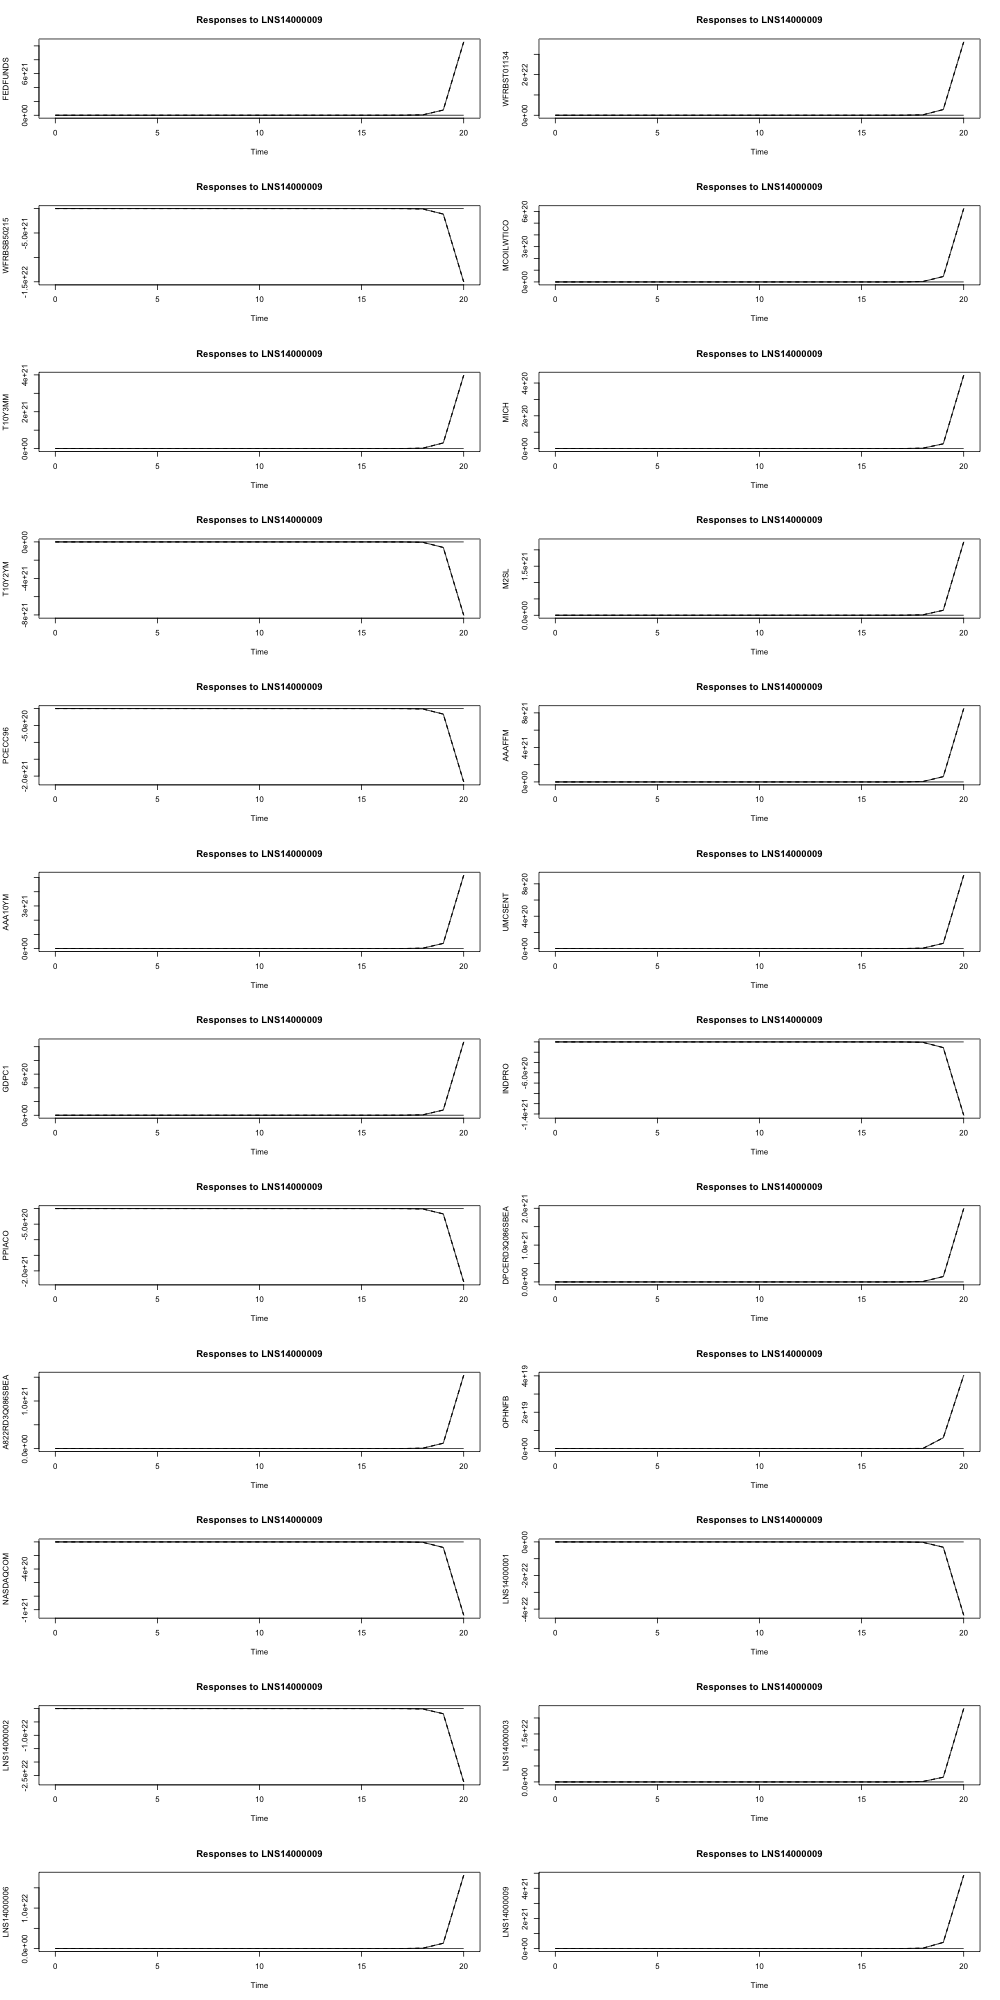 Responses to LNS14000009
FEDFUNDS
0e+00 6e+21
0 5 10 15 20
Time
Responses to LNS14000009
WFRBST01134
0e+00 2e+22
0 5 10 15 20
Time
Responses to LNS14000009
WFRBSB50215
-1.5e+22 -5.0e+21
0 5 10 15 20
Time
Responses to LNS14000009
MCOILWTICO
0e+00 3e+20 6e+20
0 5 10 15 20
Time
Responses to LNS14000009
T10Y3MM
0e+00 2e+21 4e+21
0 5 10 15 20
Time
Responses to LNS14000009
MICH
0e+00 2e+20 4e+20
0 5 10 15 20
Time
Responses to LNS14000009
T10Y2YM
-8e+21 -4e+21 0e+00
0 5 10 15 20
Time
Responses to LNS14000009
M2SL
0.0e+00 1.5e+21
0 5 10 15 20
Time
Responses to LNS14000009
PCECC96
-2.0e+21 -5.0e+20
0 5 10 15 20
Time
Responses to LNS14000009
AAAFFM
0e+00 4e+21 8e+21
0 5 10 15 20
Time
Responses to LNS14000009
AAA10YM
0e+00 3e+21
0 5 10 15 20
Time
Responses to LNS14000009
UMCSENT
0e+00 4e+20 8e+20
0 5 10 15 20
Time
Responses to LNS14000009
GDPC1
0e+00 6e+20
0 5 10 15 20
Time
Responses to LNS14000009
INDPRO
-1.4e+21 -6.0e+20
0 5 10 15 20
Time
Responses to LNS14000009
PPIACO
-2.0e+21 -5.0e+20
0 5 10 15 20
Time
Responses to LNS14000009
DPCERD3Q086SBEA
0.0e+00 1.0e+21 2.0e+21
0 5 10 15 20
Time
Responses to LNS14000009
A822RD3Q086SBEA
0.0e+00 1.0e+21
0 5 10 15 20
Time
Responses to LNS14000009
OPHNFB
0e+00 2e+19 4e+19
0 5 10 15 20
Time
Responses to LNS14000009
NASDAQCOM
-1e+21 -4e+20
0 5 10 15 20
Time
Responses to LNS14000009
LNS14000001
-4e+22 -2e+22 0e+00
0 5 10 15 20
Time
Responses to LNS14000009
LNS14000002
-2.5e+22 -1.0e+22
0 5 10 15 20
Time
Responses to LNS14000009
LNS14000003
0.0e+00 1.5e+22
0 5 10 15 20
Time
Responses to LNS14000009
LNS14000006
0.0e+00 1.0e+22
0 5 10 15 20
Time
Responses to LNS14000009
LNS14000009
0e+00 2e+21 4e+21
0 5 10 15 20
Time